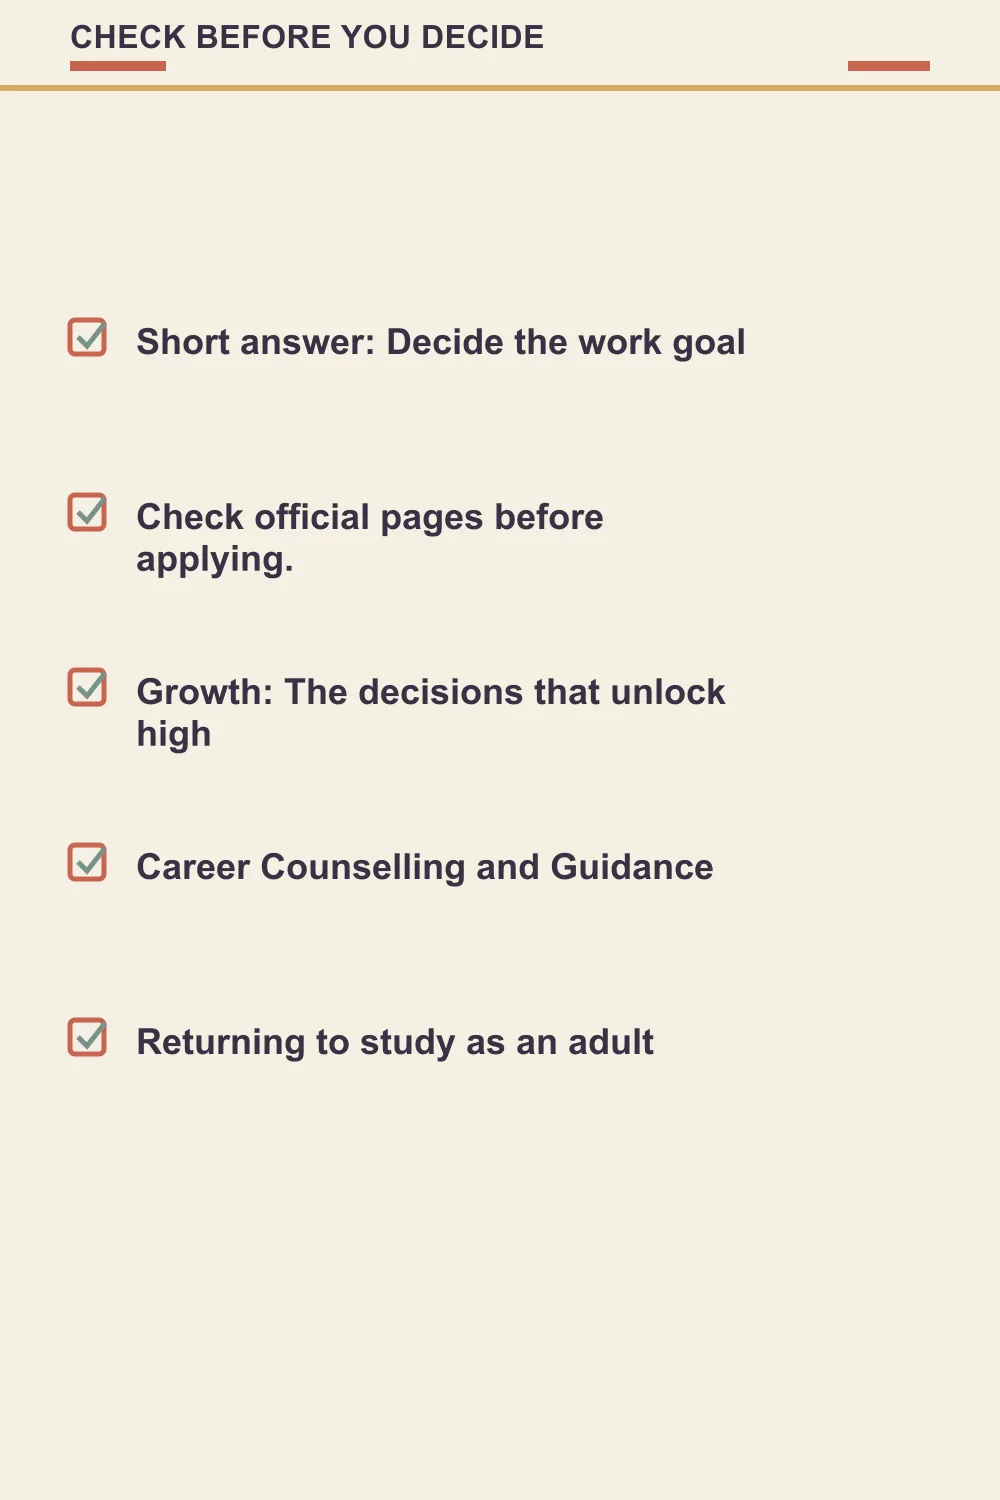 CHECK BEFORE YOU DECIDE
Short answer: Decide the work goal
Check official pages before
applying.
Growth: The decisions that unlock
high
Career Counselling and Guidance
Returning to study as an adult